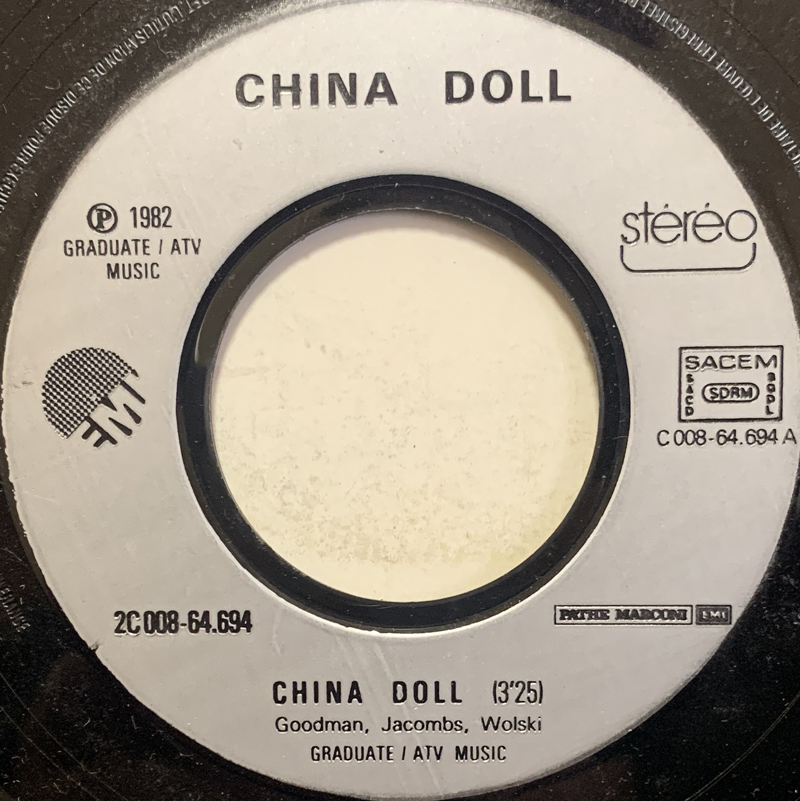 CHINA DOLL
℗ 1982
GRADUATE / ATV
MUSIC
stéréo
EMI
SACEM
SACD
SDRM
SGDL
C 008-64.694 A
2C 008-64.694
PATHE MARCONI EMI
CHINA DOLL (3'25)
Goodman, Jacombs, Wolski
GRADUATE / ATV MUSIC